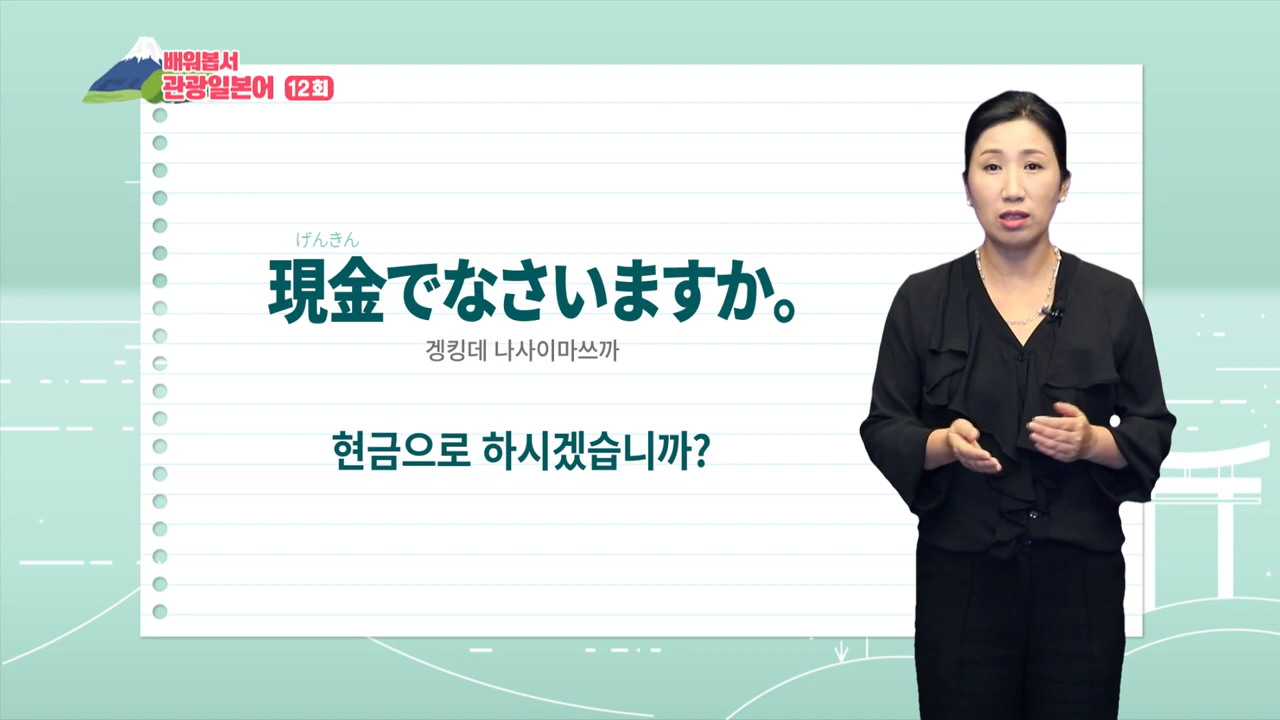 배워봅서
관광일본어 12회
げんきん
現金でなさいますか。
겡킹데 나사이마쓰까
현금으로 하시겠습니까?